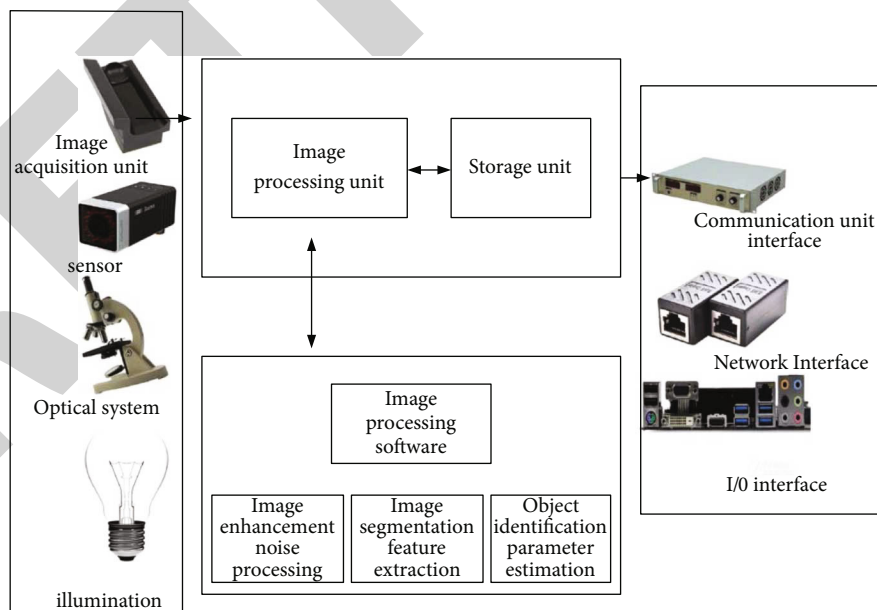 Image
acquisition unit
sensor
Optical system
illumination
Image
processing unit
Storage unit
Image
processing
software
Image
enhancement
noise
processing
Image
segmentation
feature
extraction
Object
identification
parameter
estimation
Communication unit
interface
Network Interface
I/0 interface